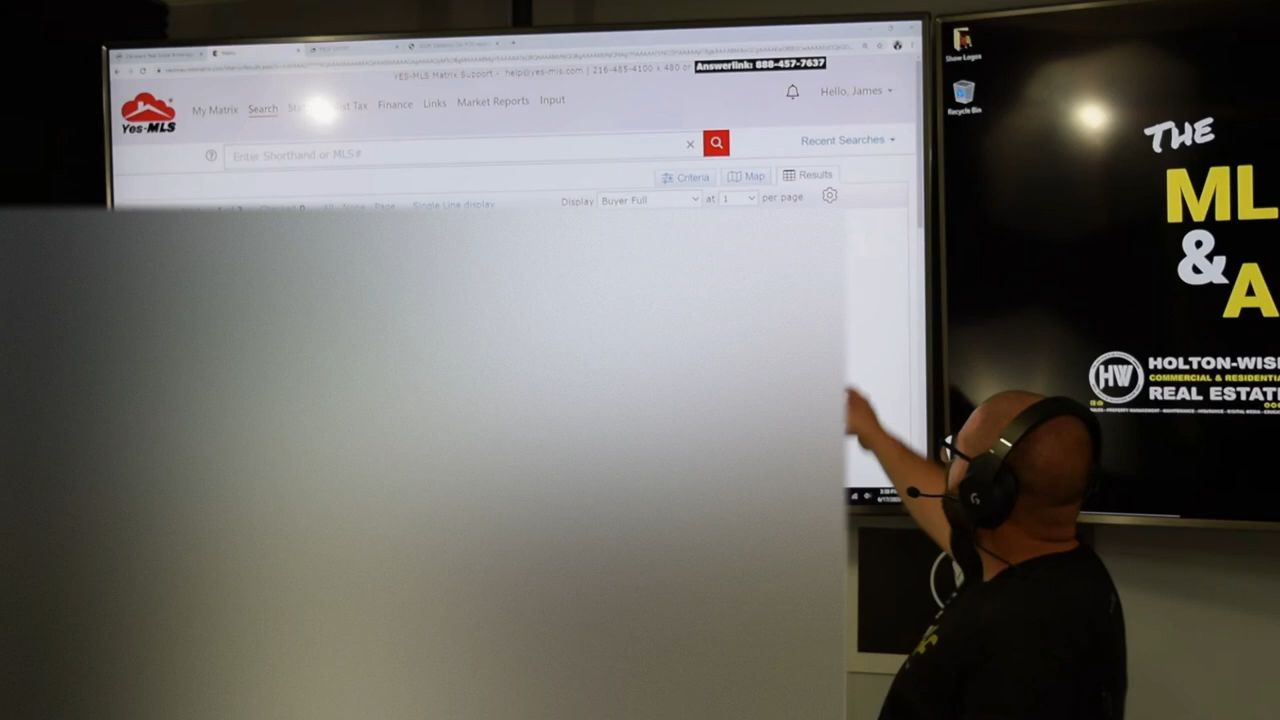 YES-MLS Matrix Support - help@yes-mls.com | 216-485-4100 x 480 or Answerlink: 888-457-7637
Yes-MLS
My Matrix Search Tax Finance Links Market Reports Input
Hello, James
Enter Shorthand or MLS#
Recent Searches
Criteria Map Results
Single Line display
Display Buyer Full at 1 per page
Show Logos
Recycle Bin
THE
ML
&
A
HW
HOLTON-WIS
COMMERCIAL & RESIDENTIA
REAL ESTAT